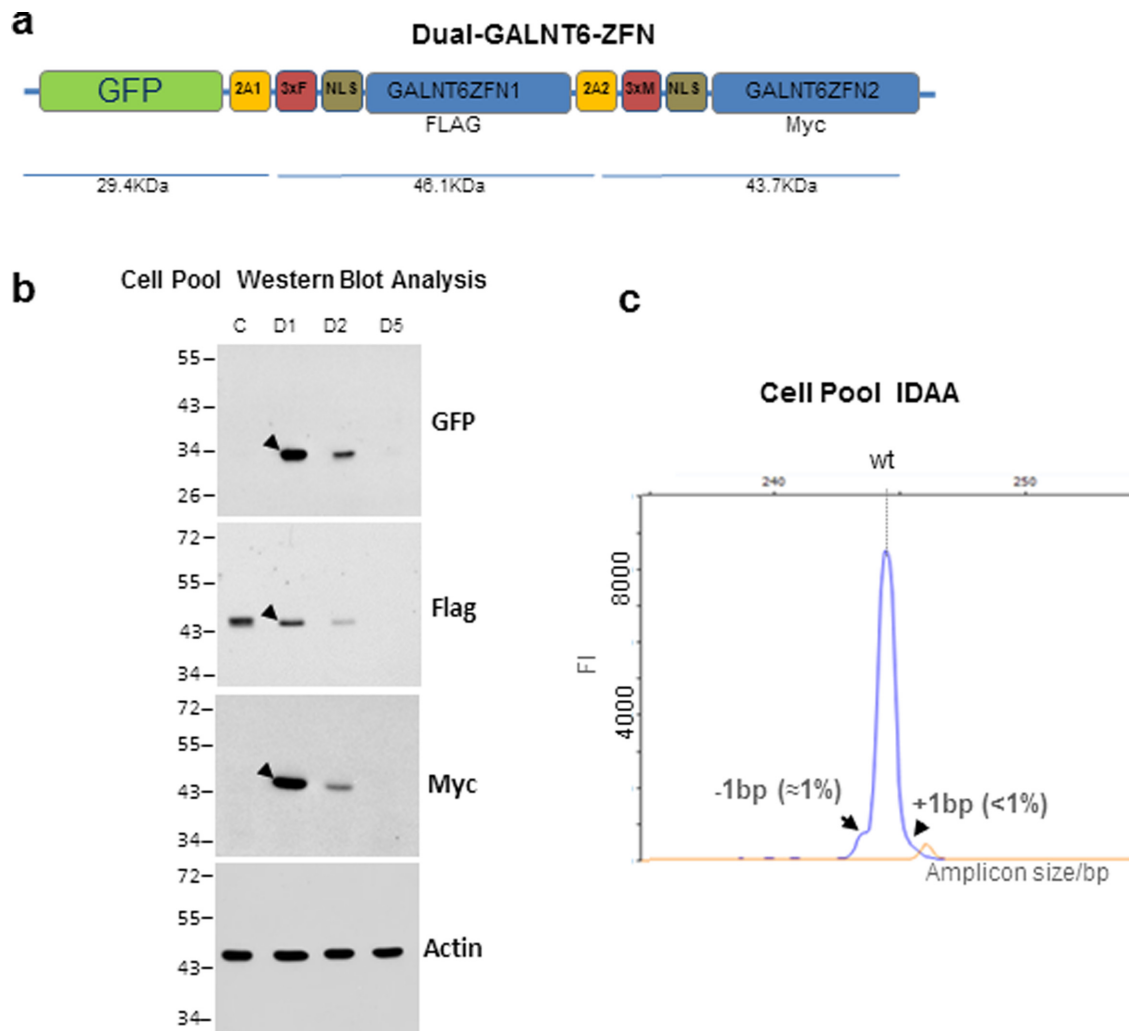 a
Dual-GALNT6-ZFN
GFP 2A1 3xF NLS GALNT6ZFN1 2A2 3xM NLS GALNT6ZFN2
FLAG Myc
29.4KDa 46.1KDa 43.7KDa
b
Cell Pool Western Blot Analysis
C D1 D2 D5
55
43
34
26
GFP
72
55
43
34
Flag
72
55
43
34
Myc
72
55
43
34
Actin
c
Cell Pool IDAA
wt
240 250
8000
4000
FI
-1bp (≈1%)
+1bp (<1%)
Amplicon size/bp